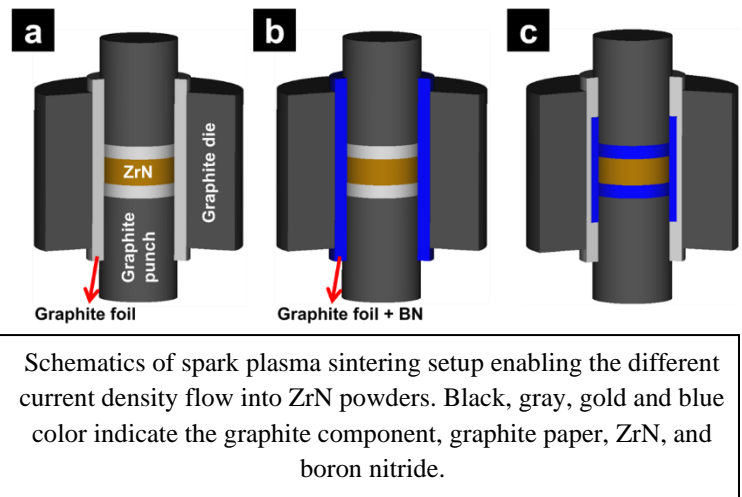 a
b
c
ZrN
Graphite die
Graphite
punch
Graphite foil
Graphite foil + BN
Schematics of spark plasma sintering setup enabling the different
current density flow into ZrN powders. Black, gray, gold and blue
color indicate the graphite component, graphite paper, ZrN, and
boron nitride.